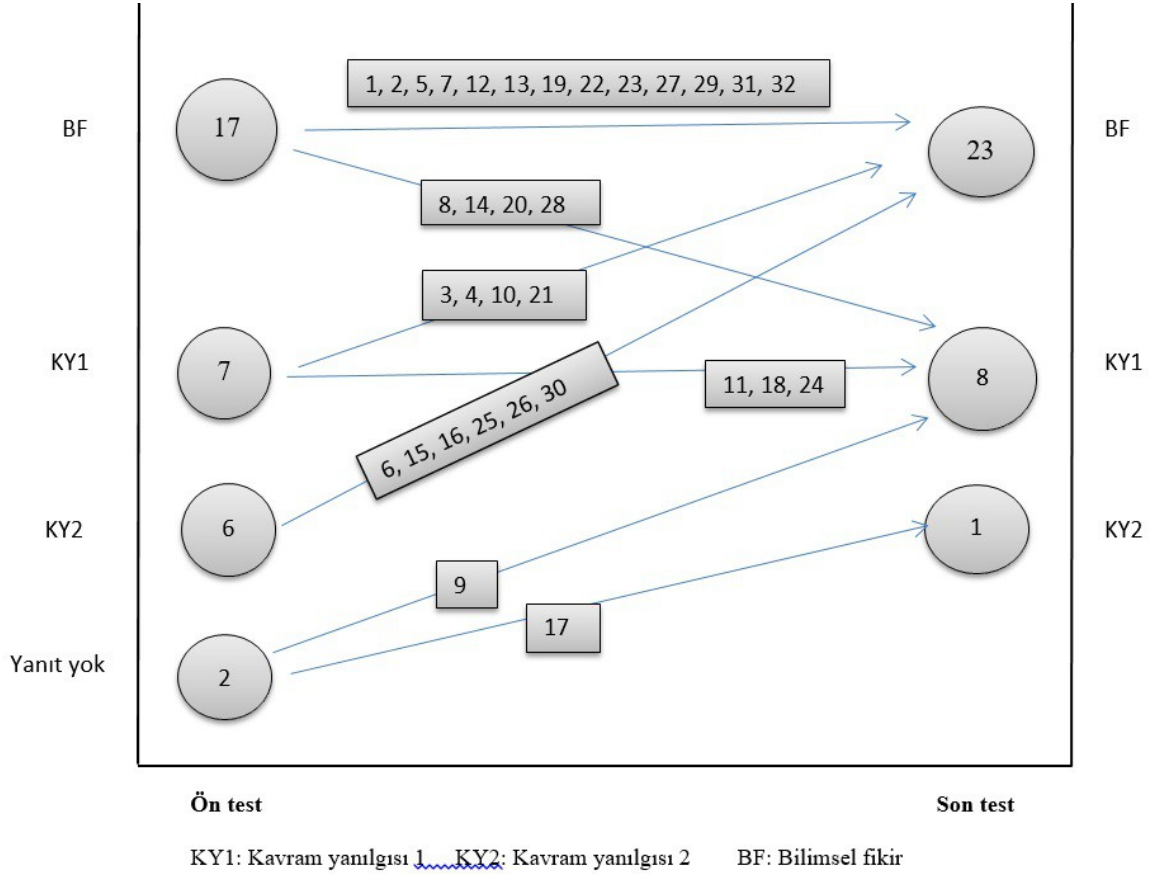 1, 2, 5, 7, 12, 13, 19, 22, 23, 27, 29, 31, 32
BF 17 23 BF
8, 14, 20, 28
3, 4, 10, 21
KY1 7 8 KY1
11, 18, 24
6, 15, 16, 25, 26, 30
KY2 6 1 KY2
9
17
Yanıt yok 2
Ön test Son test
KY1: Kavram yanılgısı 1 KY2: Kavram yanılgısı 2 BF: Bilimsel fikir